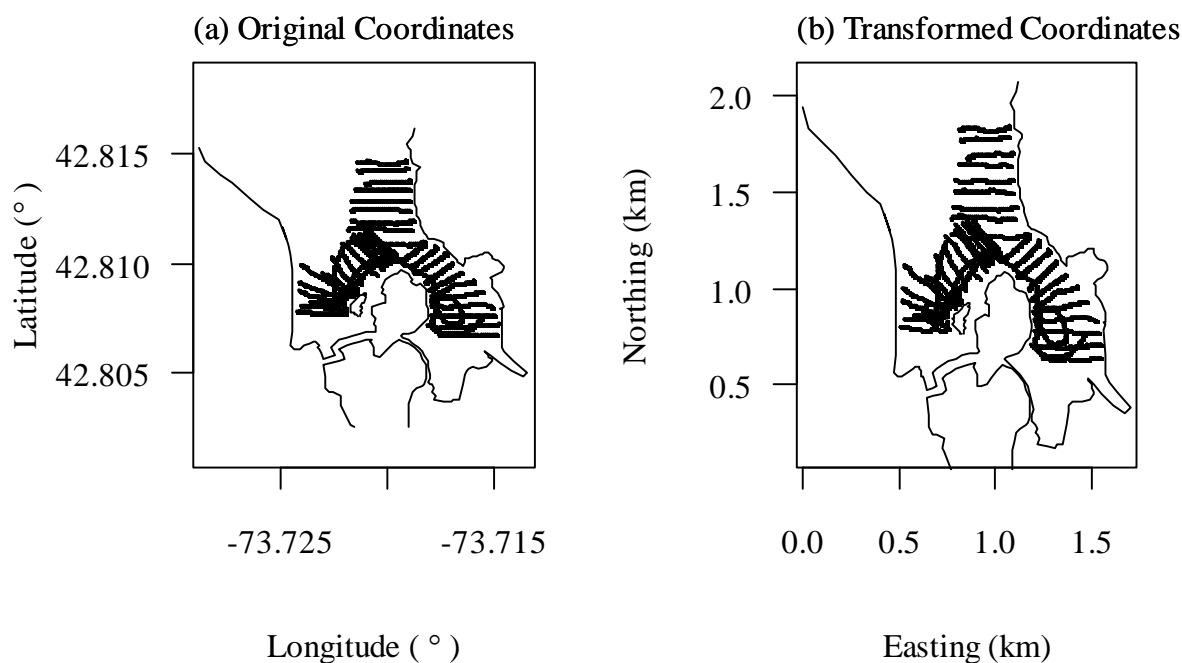 (a) Original Coordinates
42.815
42.810
42.805
Latitude ( ° )
-73.725
-73.715
Longitude ( ° )
(b) Transformed Coordinates
2.0
1.5
1.0
0.5
Northing (km)
0.0
0.5
1.0
1.5
Easting (km)